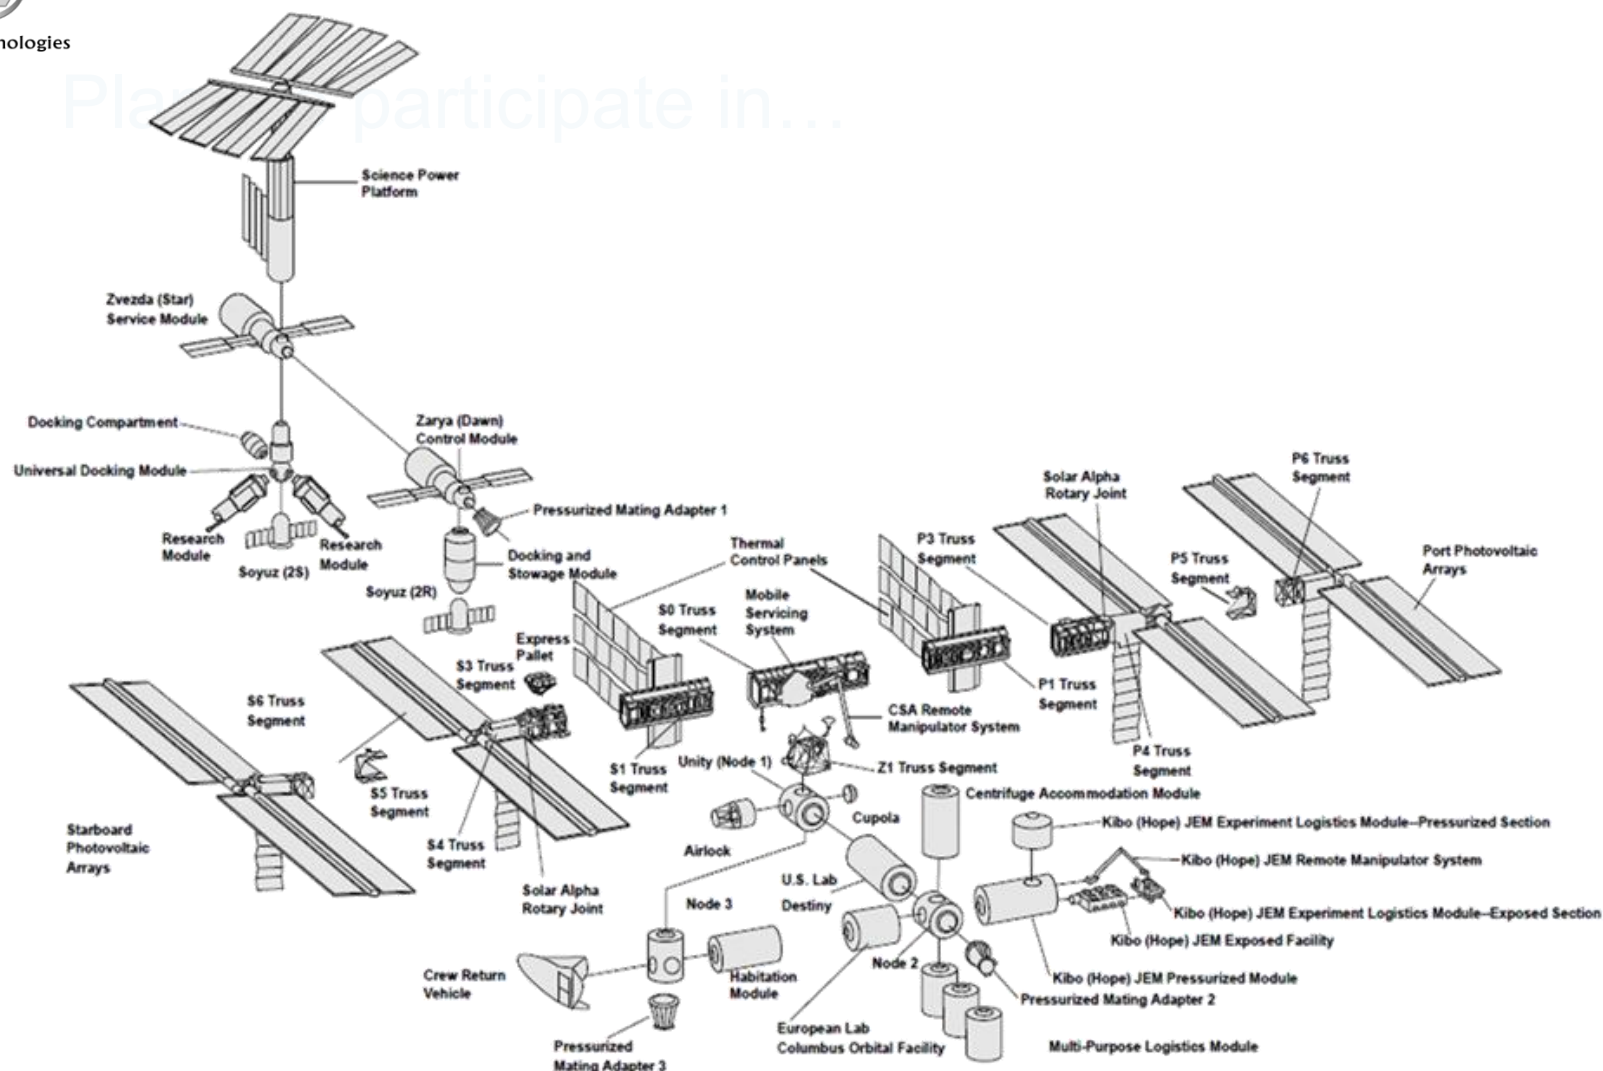 nologies
participate in...
Science Power
Platform
Zvezda (Star)
Service Module
Docking Compartment
Universal Docking Module
Research
Module
Soyuz (2S)
Research
Module
Zarya (Dawn)
Control Module
Pressurized Mating Adapter 1
Docking and
Stowage Module
Soyuz (2R)
Thermal
Control Panels
Express
Pallet
S0 Truss
Segment
Mobile
Servicing
System
P3 Truss
Segment
Solar Alpha
Rotary Joint
P6 Truss
Segment
P5 Truss
Segment
Port Photovoltaic
Arrays
S3 Truss
Segment
S6 Truss
Segment
P1 Truss
Segment
CSA Remote
Manipulator System
P4 Truss
Segment
S5 Truss
Segment
S1 Truss
Segment
Unity (Node 1)
Z1 Truss Segment
Centrifuge Accommodation Module
Starboard
Photovoltaic
Arrays
S4 Truss
Segment
Solar Alpha
Rotary Joint
Airlock
Cupola
Kibo (Hope) JEM Experiment Logistics Module--Pressurized Section
Kibo (Hope) JEM Remote Manipulator System
U.S. Lab
Destiny
Node 3
Kibo (Hope) JEM Experiment Logistics Module--Exposed Section
Kibo (Hope) JEM Exposed Facility
Node 2
Crew Return
Vehicle
Habitation
Module
Kibo (Hope) JEM Pressurized Module
Pressurized Mating Adapter 2
European Lab
Columbus Orbital Facility
Multi-Purpose Logistics Module
Pressurized
Mating Adapter 3